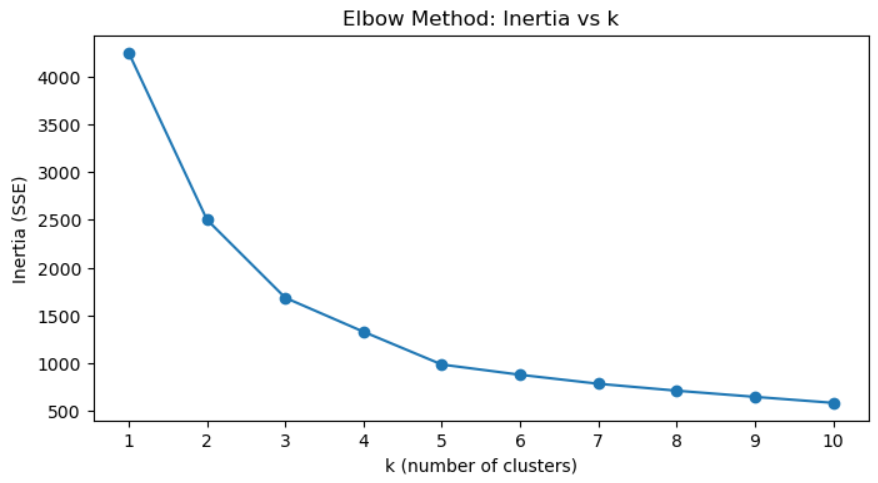 Elbow Method: Inertia vs k
Inertia (SSE)
4000
3500
3000
2500
2000
1500
1000
500
1 2 3 4 5 6 7 8 9 10
k (number of clusters)